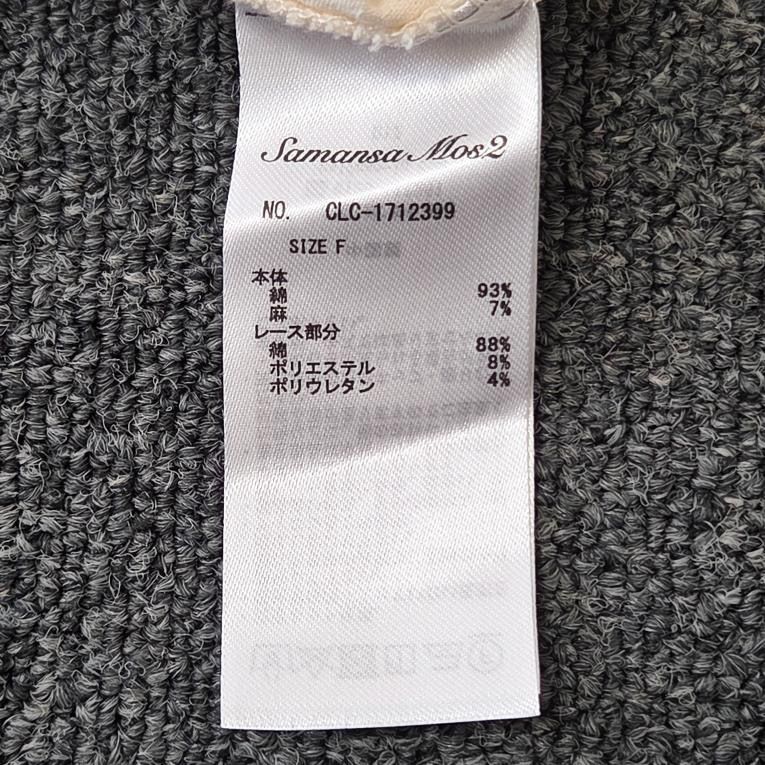 Samansa Mos2
NO. CLC-1712399
SIZE F
本体
綿 93%
麻 7%
レース部分
綿 88%
ポリエステル 8%
ポリウレタン 4%